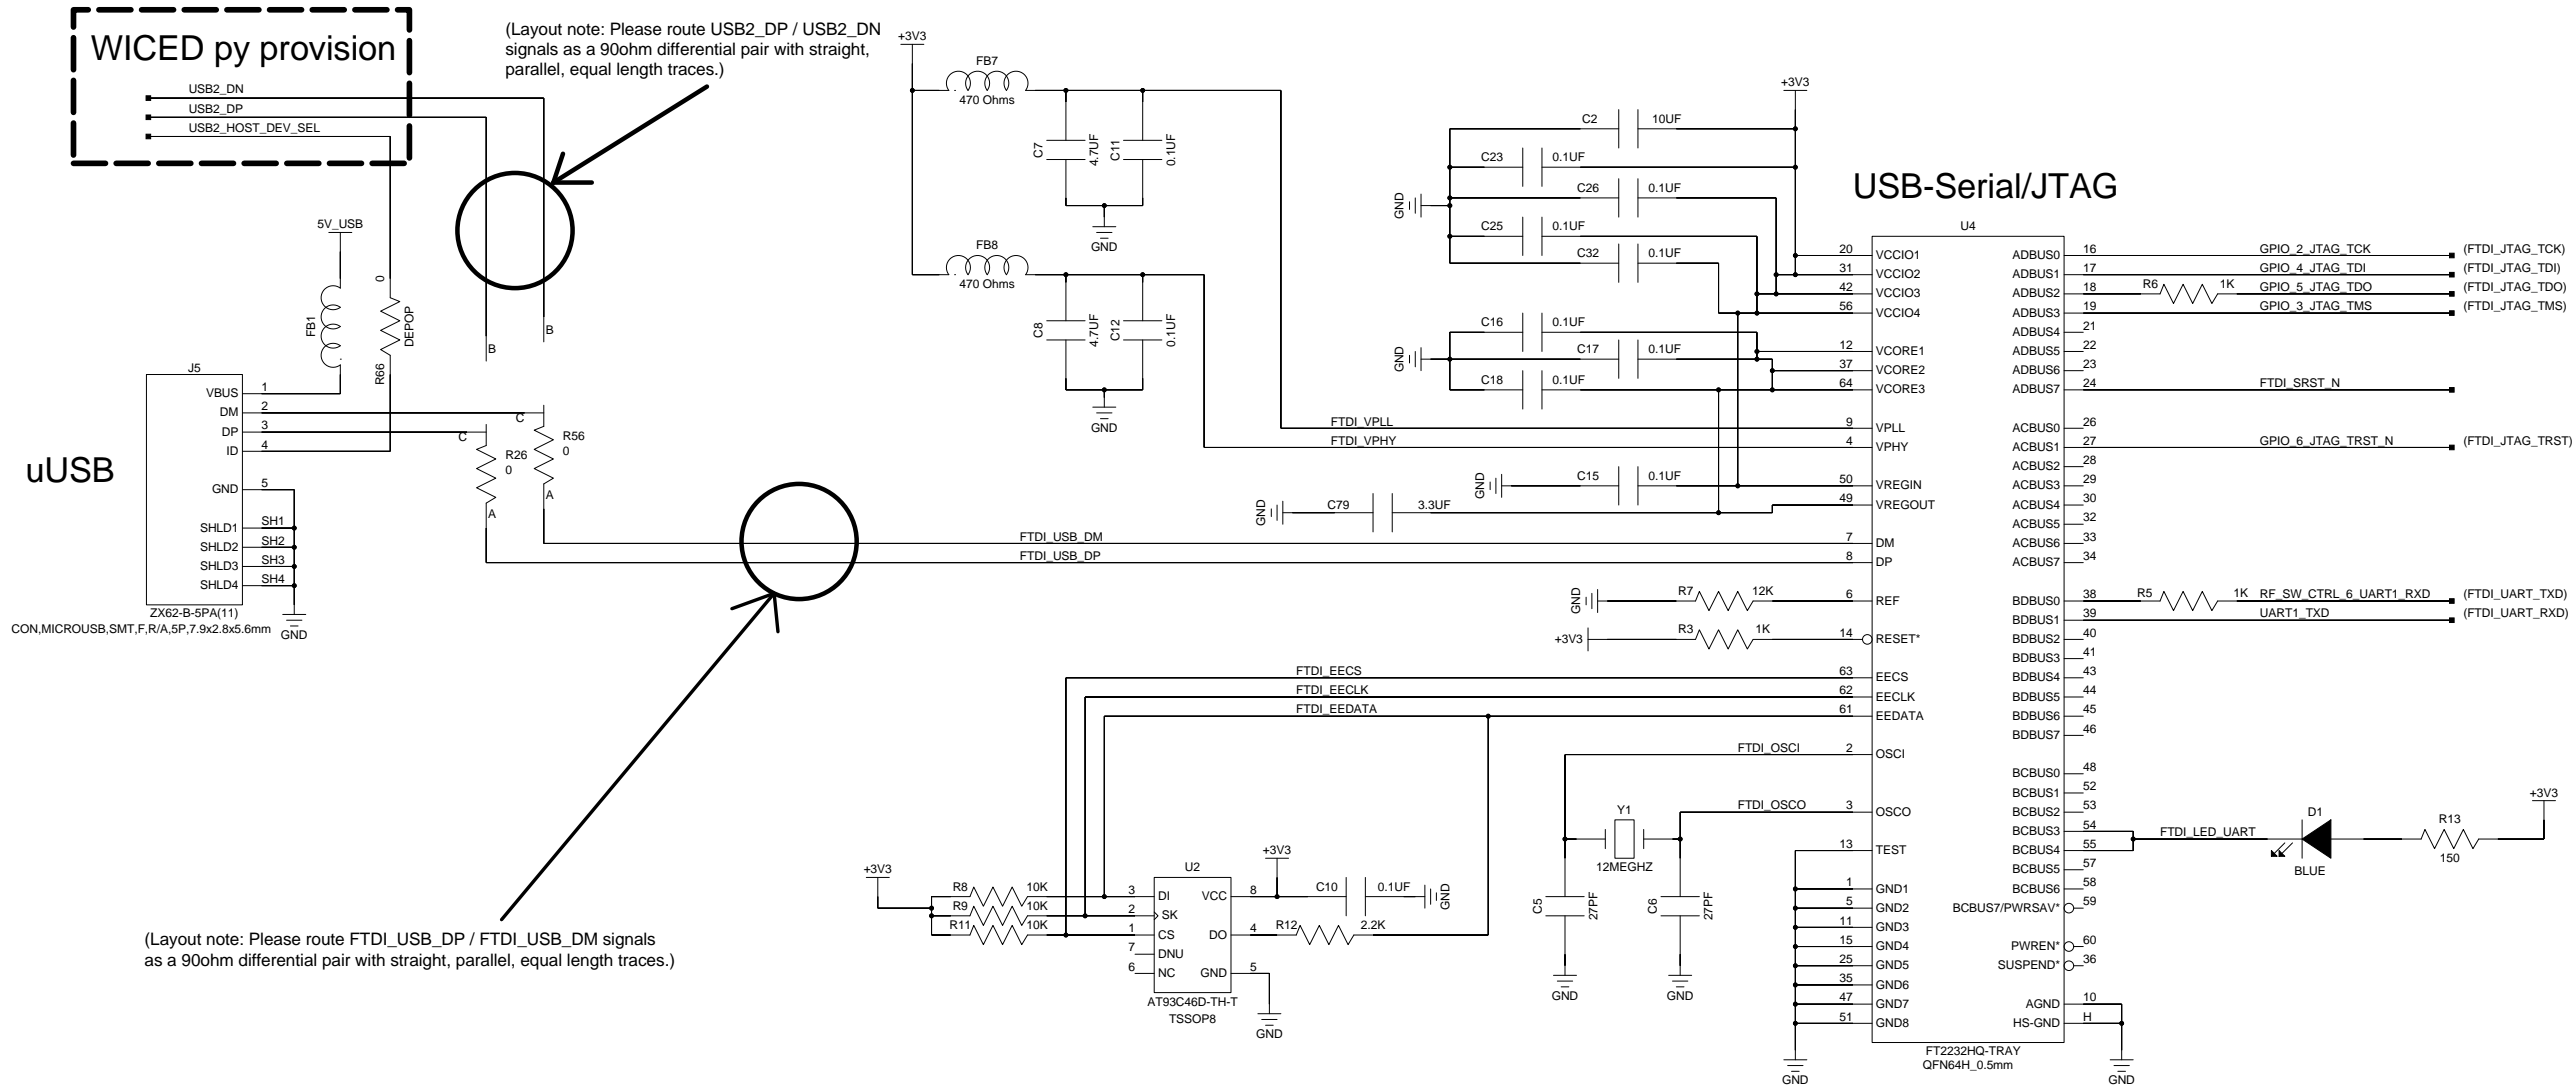 WICED py provision
USB2_DN
USB2_DP
USB2_HOST_DEV_SEL
(Layout note: Please route USB2_DP / USB2_DN
signals as a 90ohm differential pair with straight,
parallel, equal length traces.)
5V_USB
FB1
0
DEPOP
R66
B
B
uUSB
J5
VBUS 1
DM 2
DP 3
ID 4
GND 5
SHLD1 SH1
SHLD2 SH2
SHLD3 SH3
SHLD4 SH4
ZX62-B-5PA(11)
CON,MICROUSB,SMT,F,R/A,5P,7.9x2.8x5.6mm
GND
C
C
R26
0
R56
0
A
A
(Layout note: Please route FTDI_USB_DP / FTDI_USB_DM signals
as a 90ohm differential pair with straight, parallel, equal length traces.)
+3V3
FB7
470 Ohms
C7
4.7UF
C11
0.1UF
GND
FB8
470 Ohms
C8
4.7UF
C12
0.1UF
GND
+3V3
C2 10UF
C23 0.1UF
C26 0.1UF
C25 0.1UF
C32 0.1UF
GND
C16 0.1UF
C17 0.1UF
C18 0.1UF
GND
FTDI_VPLL
FTDI_VPHY
GND C15 0.1UF
GND C79 3.3UF
FTDI_USB_DM
FTDI_USB_DP
GND R7 12K
+3V3 R3 1K
FTDI_EECS
FTDI_EECLK
FTDI_EEDATA
FTDI_OSCI
FTDI_OSCO
Y1
12MEGHZ
C5
27PF
GND
C6
27PF
GND
+3V3
R8 10K
R9 10K
R11 10K
U2
3 DI
2 SK
1 CS
7 DNU
6 NC
VCC 8
DO 4
GND 5
AT93C46D-TH-T
TSSOP8
+3V3
C10 0.1UF GND
R12 2.2K
GND
USB-Serial/JTAG
U4
20 VCCIO1
31 VCCIO2
42 VCCIO3
56 VCCIO4
12 VCORE1
37 VCORE2
64 VCORE3
9 VPLL
4 VPHY
50 VREGIN
49 VREGOUT
7 DM
8 DP
6 REF
14 RESET*
63 EECS
62 EECLK
61 EEDATA
2 OSCI
3 OSCO
13 TEST
1 GND1
5 GND2
11 GND3
15 GND4
25 GND5
35 GND6
47 GND7
51 GND8
GND
ADBUS0 16 GPIO_2_JTAG_TCK (FTDI_JTAG_TCK)
ADBUS1 17 GPIO_4_JTAG_TDI (FTDI_JTAG_TDI)
ADBUS2 18 R6 1K GPIO_5_JTAG_TDO (FTDI_JTAG_TDO)
ADBUS3 19 GPIO_3_JTAG_TMS (FTDI_JTAG_TMS)
ADBUS4 21
ADBUS5 22
ADBUS6 23
ADBUS7 24 FTDI_SRST_N
ACBUS0 26
ACBUS1 27 GPIO_6_JTAG_TRST_N (FTDI_JTAG_TRST)
ACBUS2 28
ACBUS3 29
ACBUS4 30
ACBUS5 32
ACBUS6 33
ACBUS7 34
BDBUS0 38 R5 1K RF_SW_CTRL_6_UART1_RXD (FTDI_UART_TXD)
BDBUS1 39 UART1_TXD (FTDI_UART_RXD)
BDBUS2 40
BDBUS3 41
BDBUS4 43
BDBUS5 44
BDBUS6 45
BDBUS7 46
BCBUS0 48
BCBUS1 52
BCBUS2 53
BCBUS3 54
BCBUS4 55
BCBUS5 57
BCBUS6 58
BCBUS7/PWRSAV* 59
PWREN* 60
SUSPEND* 36
AGND 10
HS-GND H
FT2232HQ-TRAY
QFN64H_0.5mm
GND
FTDI_LED_UART
D1
BLUE
R13
150
+3V3